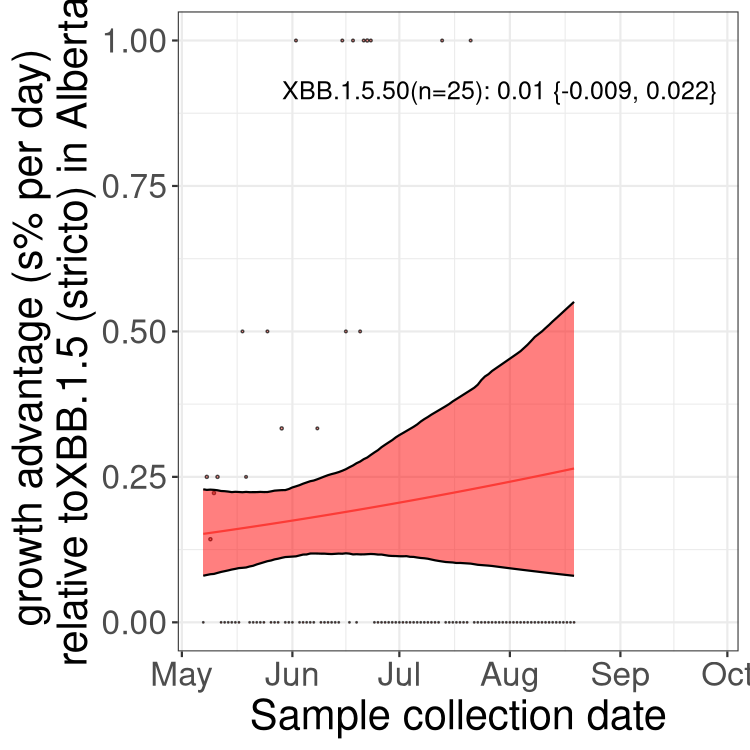 growth advantage (s% per day)
relative toXBB.1.5 (stricto) in Alberta
1.00
0.75
0.50
0.25
0.00
XBB.1.5.50(n=25): 0.01 {-0.009, 0.022}
May Jun Jul Aug Sep Oct
Sample collection date